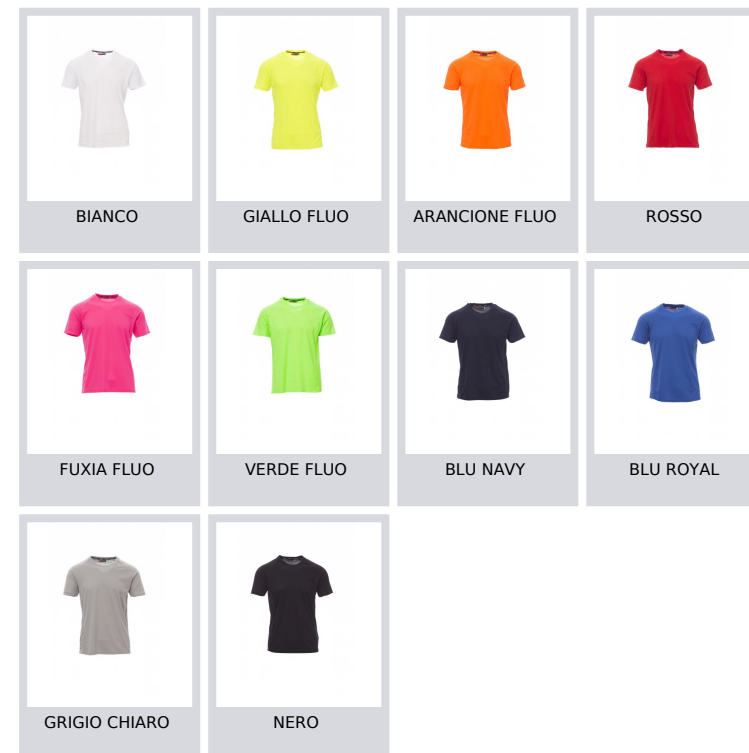 BIANCO
GIALLO FLUO
ARANCIONE FLUO
ROSSO
FUXIA FLUO
VERDE FLUO
BLU NAVY
BLU ROYAL
GRIGIO CHIARO
NERO